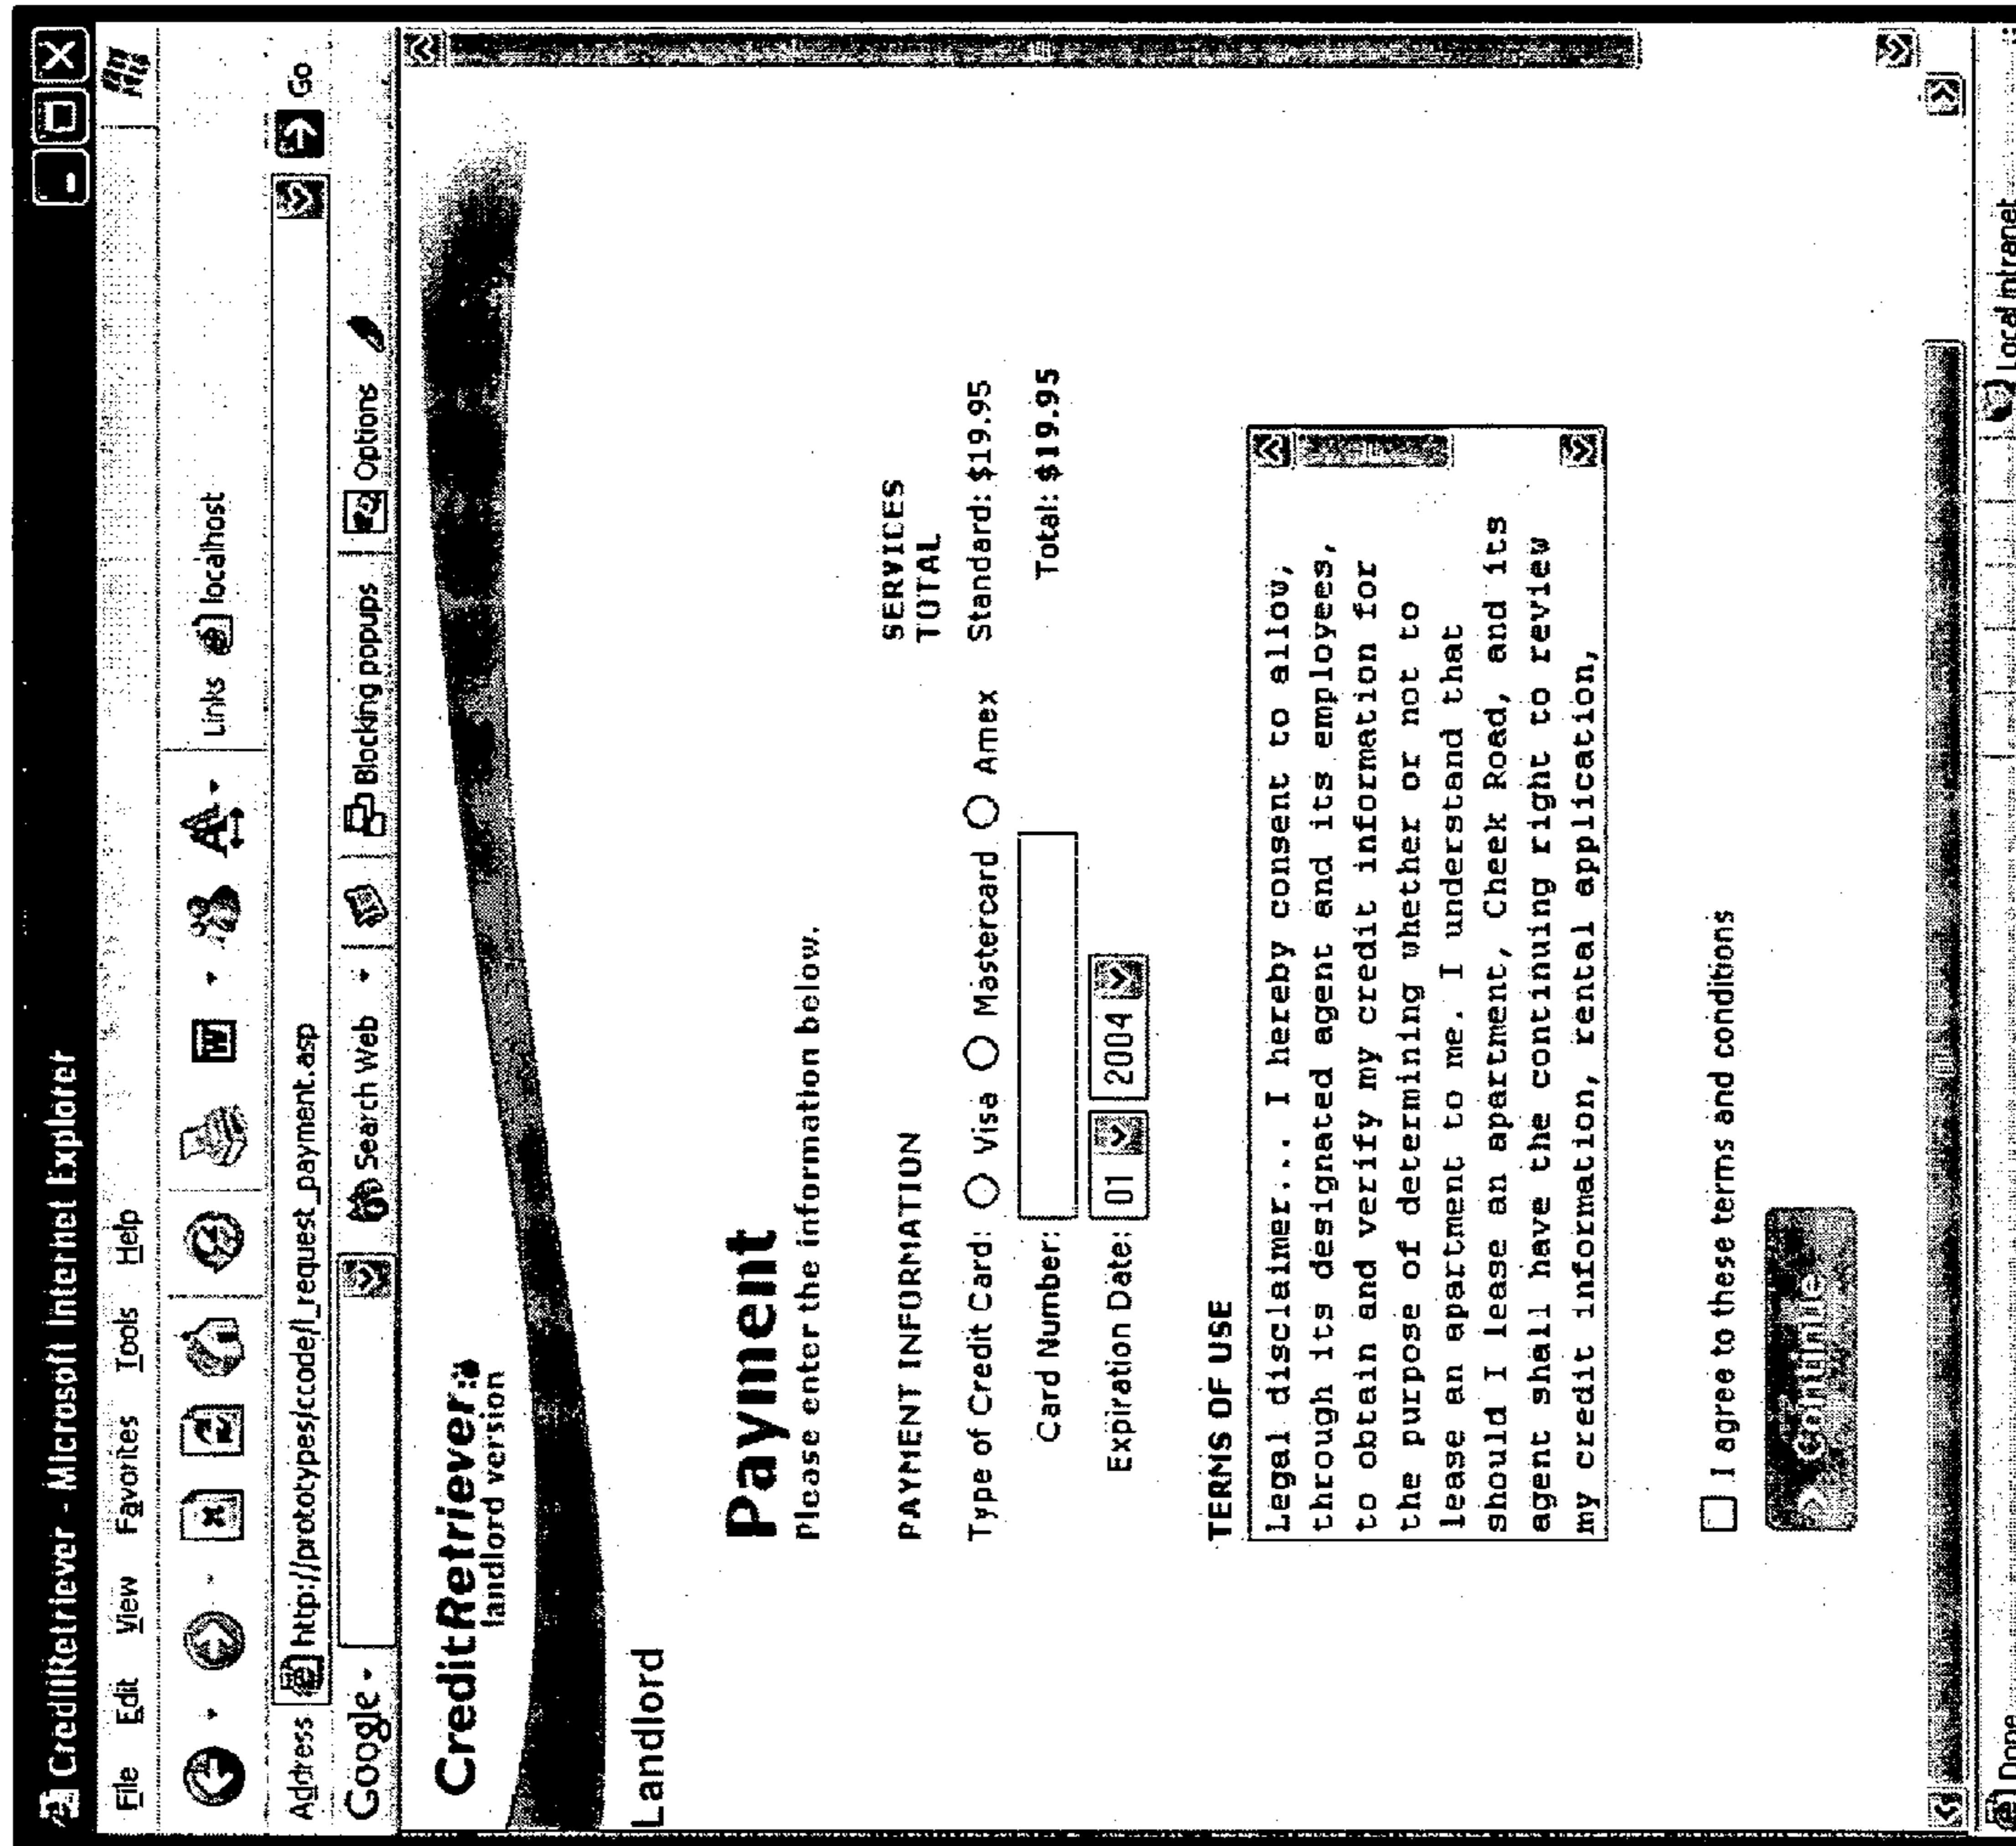 CreditRetriever - Microsoft Internet Explorer
File Edit View Favorites Tools Help
Links localhost
Address http://prototypes/ccode/l_request_payment.asp Go
Google Search Web Blocking popups Options
CreditRetriever
landlord version
Landlord
Payment
Please enter the information below.
PAYMENT INFORMATION
SERVICES
TOTAL
Type of Credit Card: Visa Mastercard Amex Standard: $19.95
Card Number: Total: $19.95
Expiration Date: 01 2004
TERMS OF USE
Legal disclaimer... I hereby consent to allow,
through its designated agent and its employees,
to obtain and verify my credit information for
the purpose of determining whether or not to
lease an apartment to me. I understand that
should I lease an apartment, Cheek Road, and its
agent shall have the continuing right to review
my credit information, rental application,
I agree to these terms and conditions
> continue
Done Local intranet